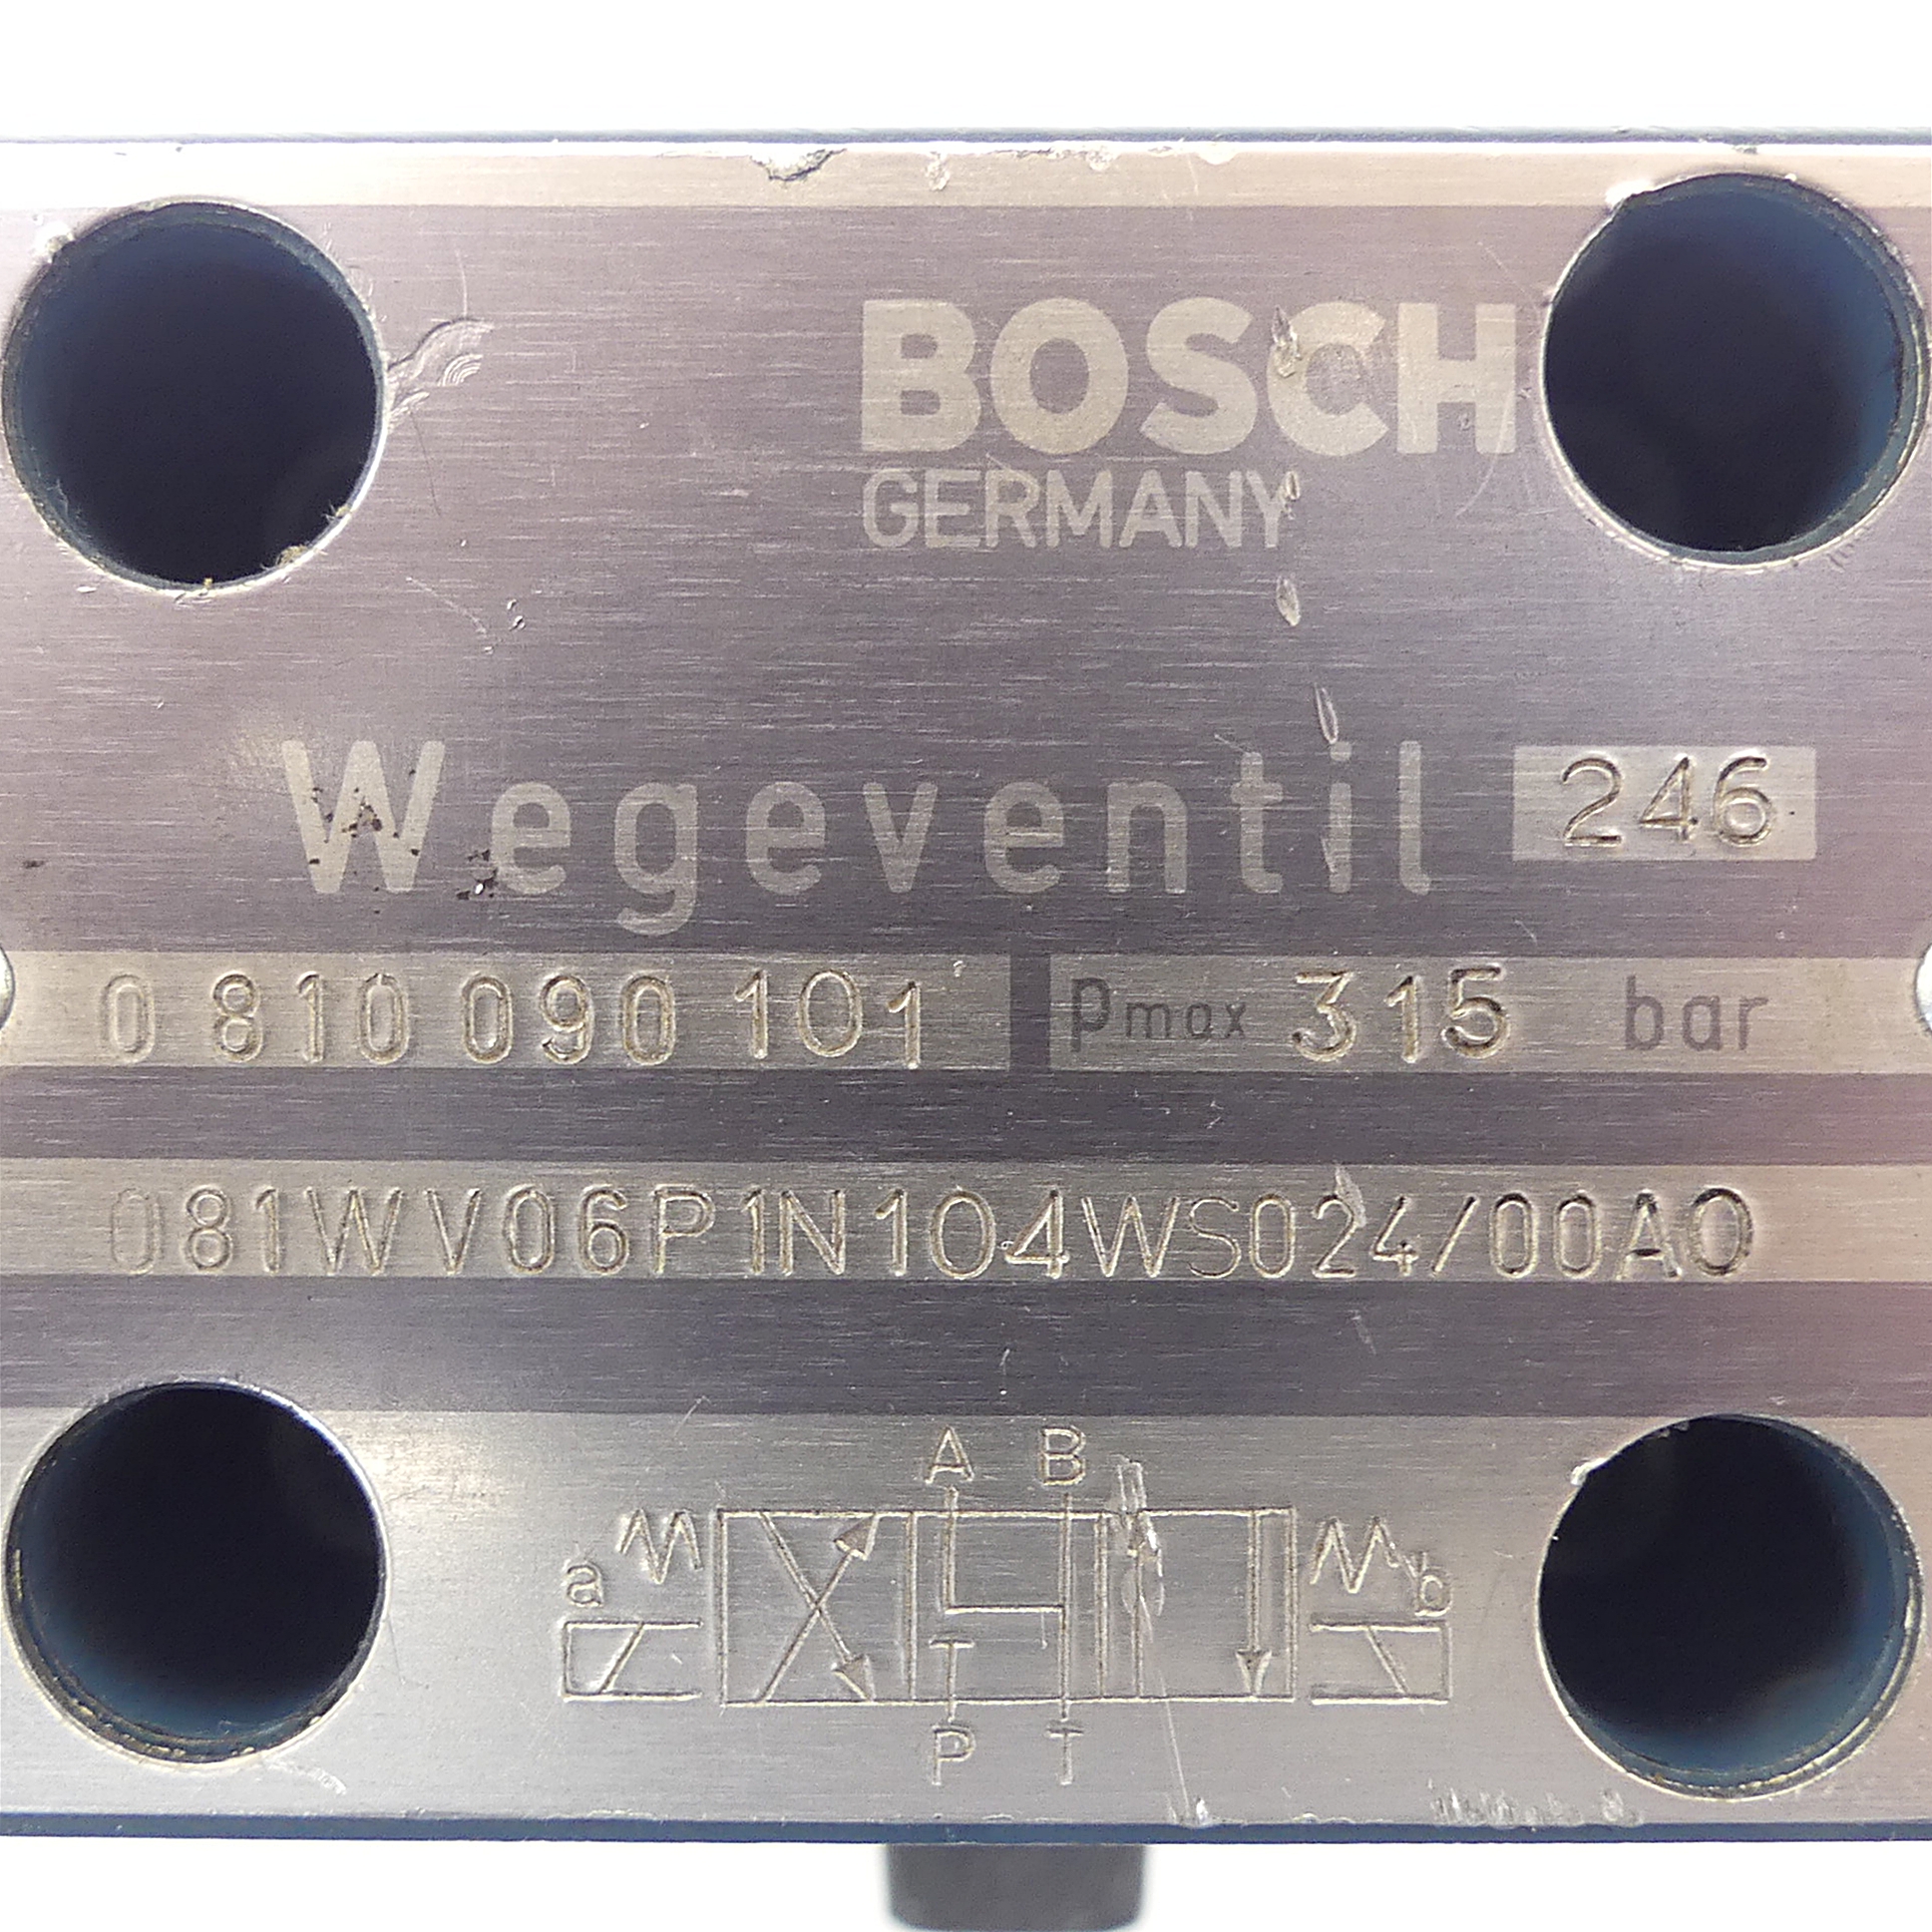 BOSCH
GERMANY
Wegeventil 246
0 810 090 101 pmax 315 bar
081WV06P1N104WS024/00A0
A B
a b
P T